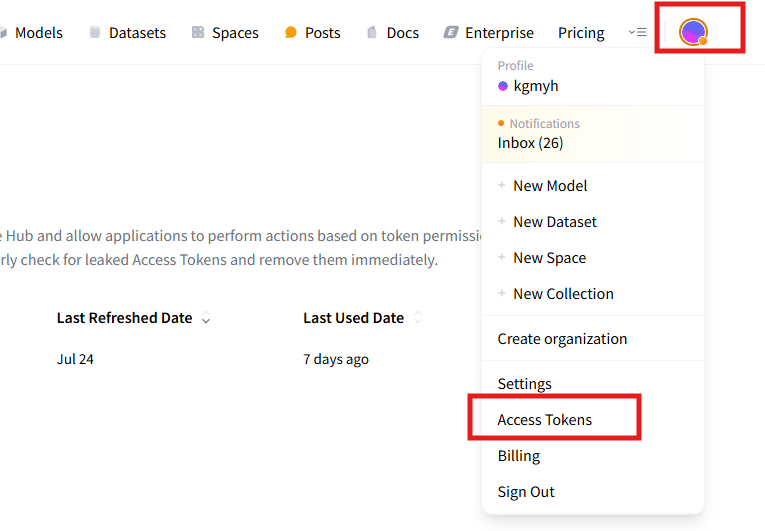 Models Datasets Spaces Posts Docs Enterprise Pricing
Profile
kgmyh
Notifications
Inbox (26)
+ New Model
+ New Dataset
Hub and allow applications to perform actions based on token
+ New Space
check for leaked Access Tokens and remove them immediately.
+ New Collection
Last Refreshed Date Last Used Date
Create organization
Jul 24 7 days ago
Settings
Access Tokens
Billing
Sign Out